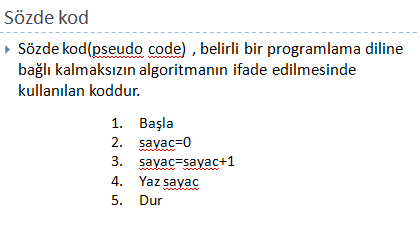 Sözde kod
Sözde kod(pseudo code) , belirli bir programlama diline
bağlı kalmaksızın algoritmanın ifade edilmesinde
kullanılan koddur.
1. Başla
2. sayac=0
3. sayac=sayac+1
4. Yaz sayac
5. Dur